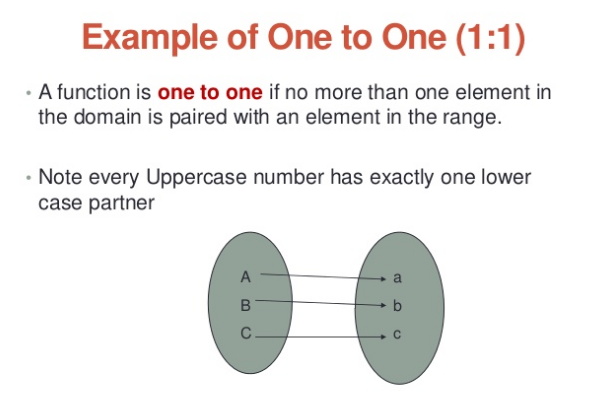 Example of One to One (1:1)
• A function is one to one if no more than one element in
the domain is paired with an element in the range.
• Note every Uppercase number has exactly one lower
case partner
A a
B b
C c